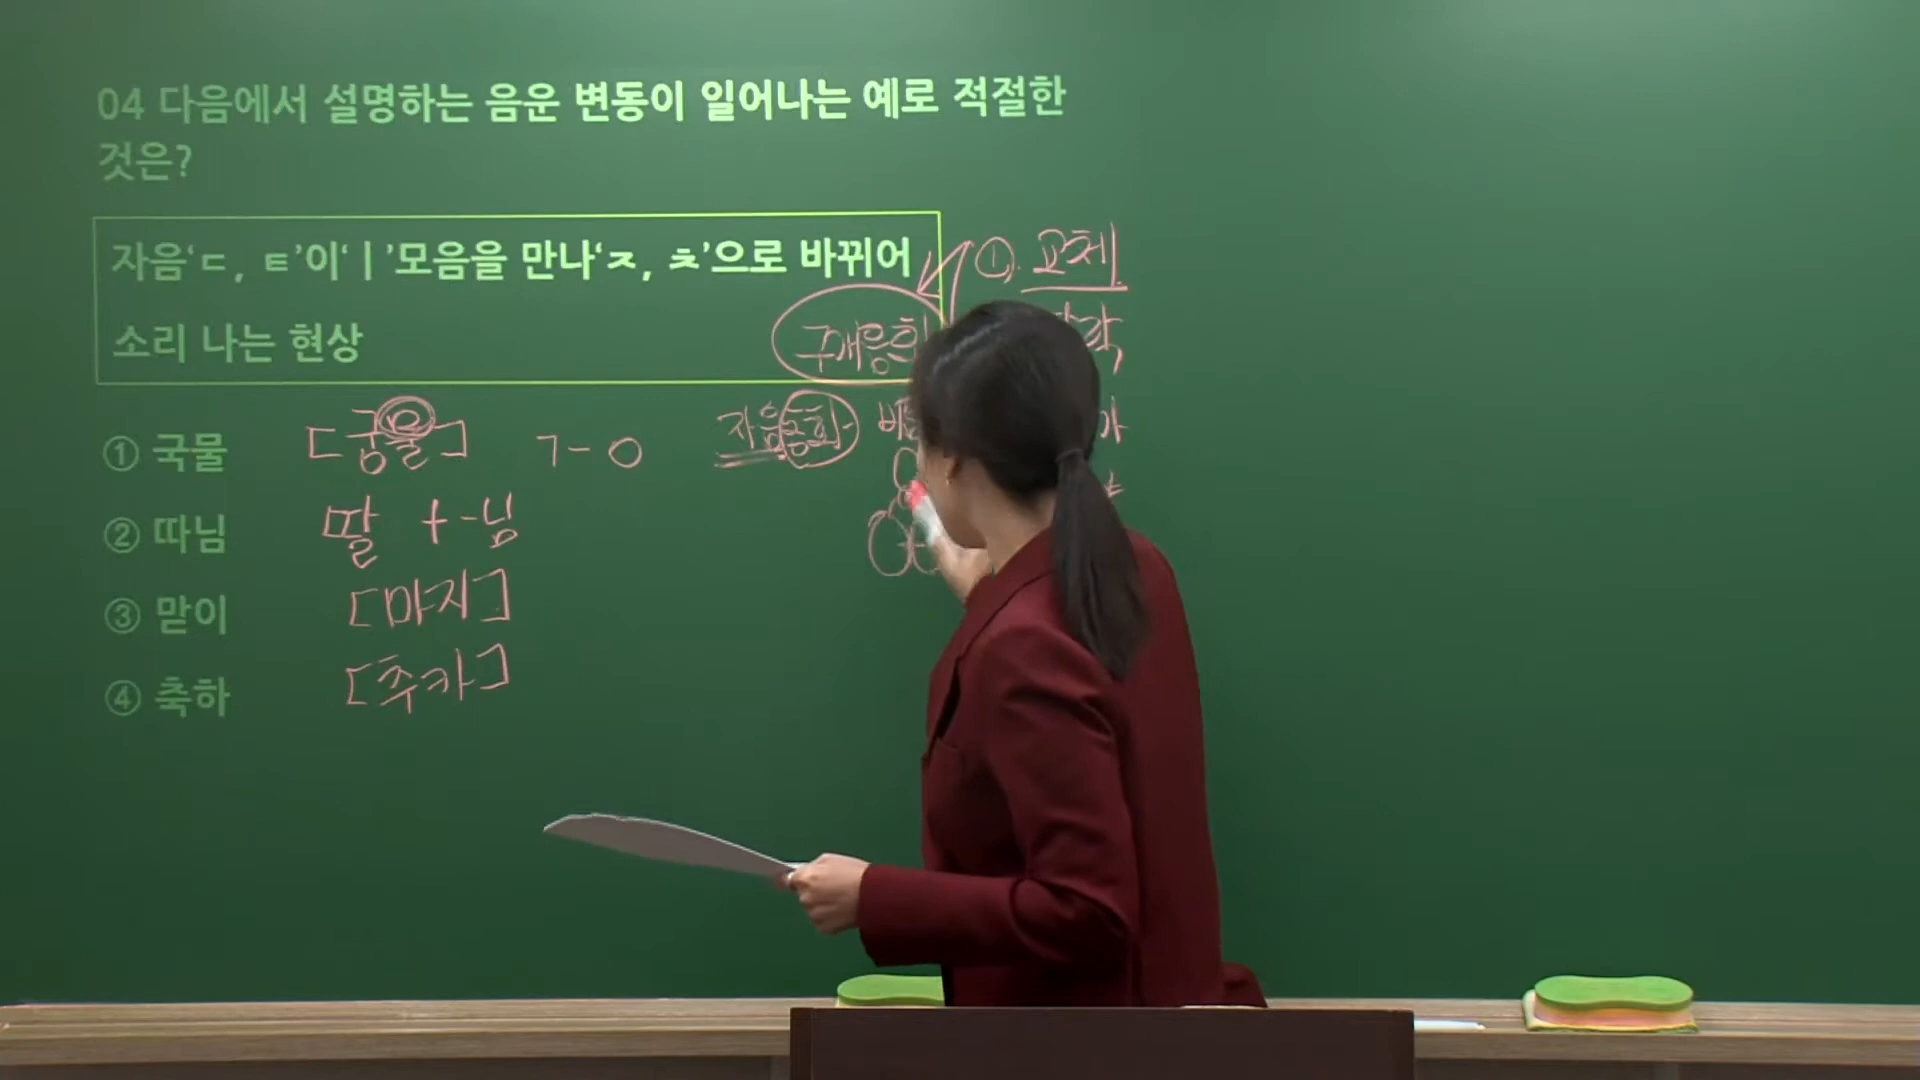 04 다음에서 설명하는 음운 변동이 일어나는 예로 적절한
것은?
자음‘ㄷ, ㅌ’이‘ㅣ’모음을 만나‘ㅈ, ㅊ’으로 바뀌어
소리 나는 현상
① 교체
구개음화
① 국물 [궁물] ㄱ-ㅇ 자음동화
② 따님 딸 + -님
③ 맏이 [마지]
④ 축하 [추카]